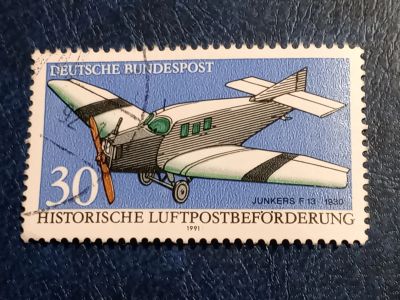 DEUTSCHE BUNDESPOST
30
JUNKERS F 13 · 1930
HISTORISCHE LUFTPOSTBEFÖRDERUNG
1991